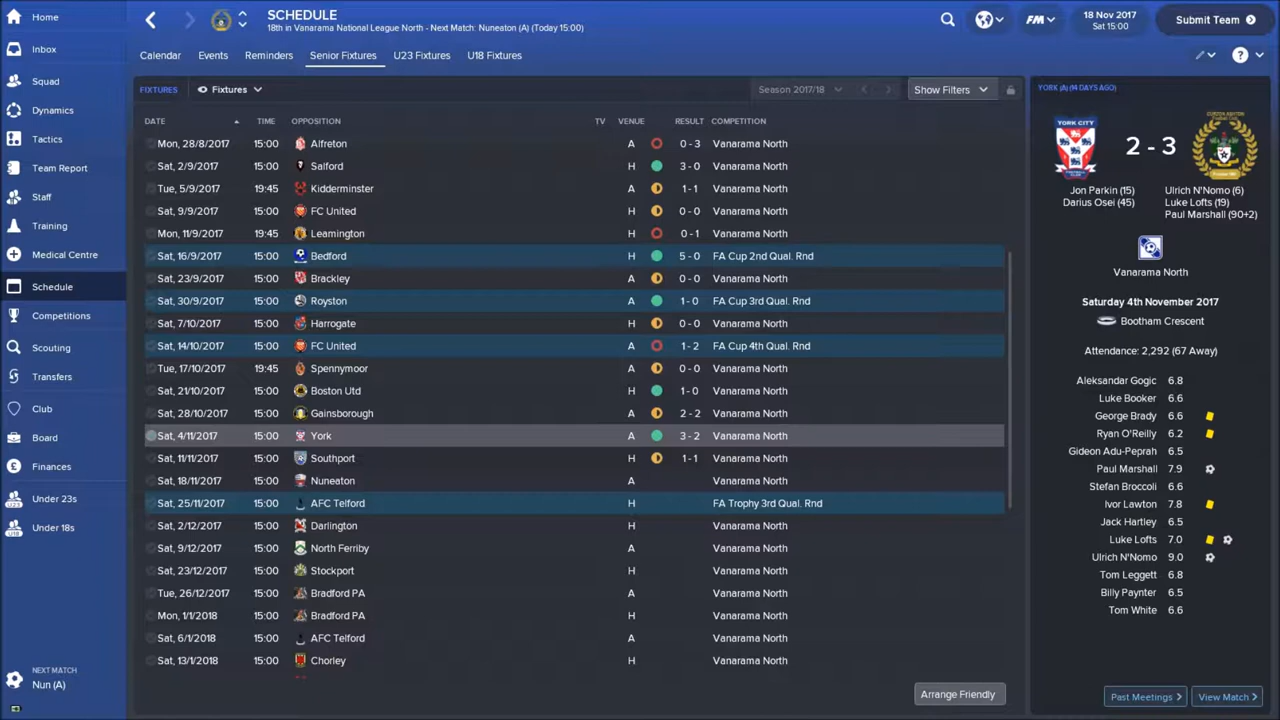 Home
SCHEDULE
18th in Vanarama National League North - Next Match: Nuneaton (A) (Today 15:00)
FM
18 Nov 2017
Sat 15:00
Submit Team
Inbox
Squad
Dynamics
Tactics
Team Report
Staff
Training
Medical Centre
Schedule
Competitions
Scouting
Transfers
Club
Board
Finances
Under 23s
U23
Under 18s
U18
NEXT MATCH
Nun (A)
Calendar Events Reminders Senior Fixtures U23 Fixtures U18 Fixtures
?
FIXTURES Fixtures Season 2017/18 Show Filters
DATE TIME OPPOSITION TV VENUE RESULT COMPETITION
Mon, 28/8/2017 15:00 Alfreton A 0 - 3 Vanarama North
Sat, 2/9/2017 15:00 Salford H 3 - 0 Vanarama North
Tue, 5/9/2017 19:45 Kidderminster A 1 - 1 Vanarama North
Sat, 9/9/2017 15:00 FC United H 0 - 0 Vanarama North
Mon, 11/9/2017 19:45 Leamington A 0 - 1 Vanarama North
Sat, 16/9/2017 15:00 Bedford H 5 - 0 FA Cup 2nd Qual. Rnd
Sat, 23/9/2017 15:00 Brackley A 0 - 0 Vanarama North
Sat, 30/9/2017 15:00 Royston A 1 - 0 FA Cup 3rd Qual. Rnd
Sat, 7/10/2017 15:00 Harrogate H 0 - 0 Vanarama North
Sat, 14/10/2017 15:00 FC United A 1 - 2 FA Cup 4th Qual. Rnd
Tue, 17/10/2017 19:45 Spennymoor A 0 - 0 Vanarama North
Sat, 21/10/2017 15:00 Boston Utd H 1 - 0 Vanarama North
Sat, 28/10/2017 15:00 Gainsborough A 2 - 2 Vanarama North
Sat, 4/11/2017 15:00 York A 3 - 2 Vanarama North
Sat, 11/11/2017 15:00 Southport H 1 - 1 Vanarama North
Sat, 18/11/2017 15:00 Nuneaton A Vanarama North
Sat, 25/11/2017 15:00 AFC Telford H FA Trophy 3rd Qual. Rnd
Sat, 2/12/2017 15:00 Darlington H Vanarama North
Sat, 9/12/2017 15:00 North Ferriby A Vanarama North
Sat, 23/12/2017 15:00 Stockport H Vanarama North
Tue, 26/12/2017 15:00 Bradford PA A Vanarama North
Mon, 1/1/2018 15:00 Bradford PA H Vanarama North
Sat, 6/1/2018 15:00 AFC Telford A Vanarama North
Sat, 13/1/2018 15:00 Chorley H Vanarama North
Arrange Friendly
YORK (A) (14 DAYS AGO)
YORK CITY
2 - 3
Jon Parkin (15)
Darius Osei (45)
Ulrich N'Nomo (6)
Luke Lofts (19)
Paul Marshall (90+2)
Vanarama North
Saturday 4th November 2017
Bootham Crescent
Attendance: 2,292 (67 Away)
Aleksandar Gogic 6.8
Luke Booker 6.6
George Brady 6.6
Ryan O'Reilly 6.2
Gideon Adu-Peprah 6.5
Paul Marshall 7.9
Stefan Broccoli 6.6
Ivor Lawton 7.8
Jack Hartley 6.5
Luke Lofts 7.0
Ulrich N'Nomo 9.0
Tom Leggett 6.8
Billy Paynter 6.5
Tom White 6.6
Past Meetings View Match